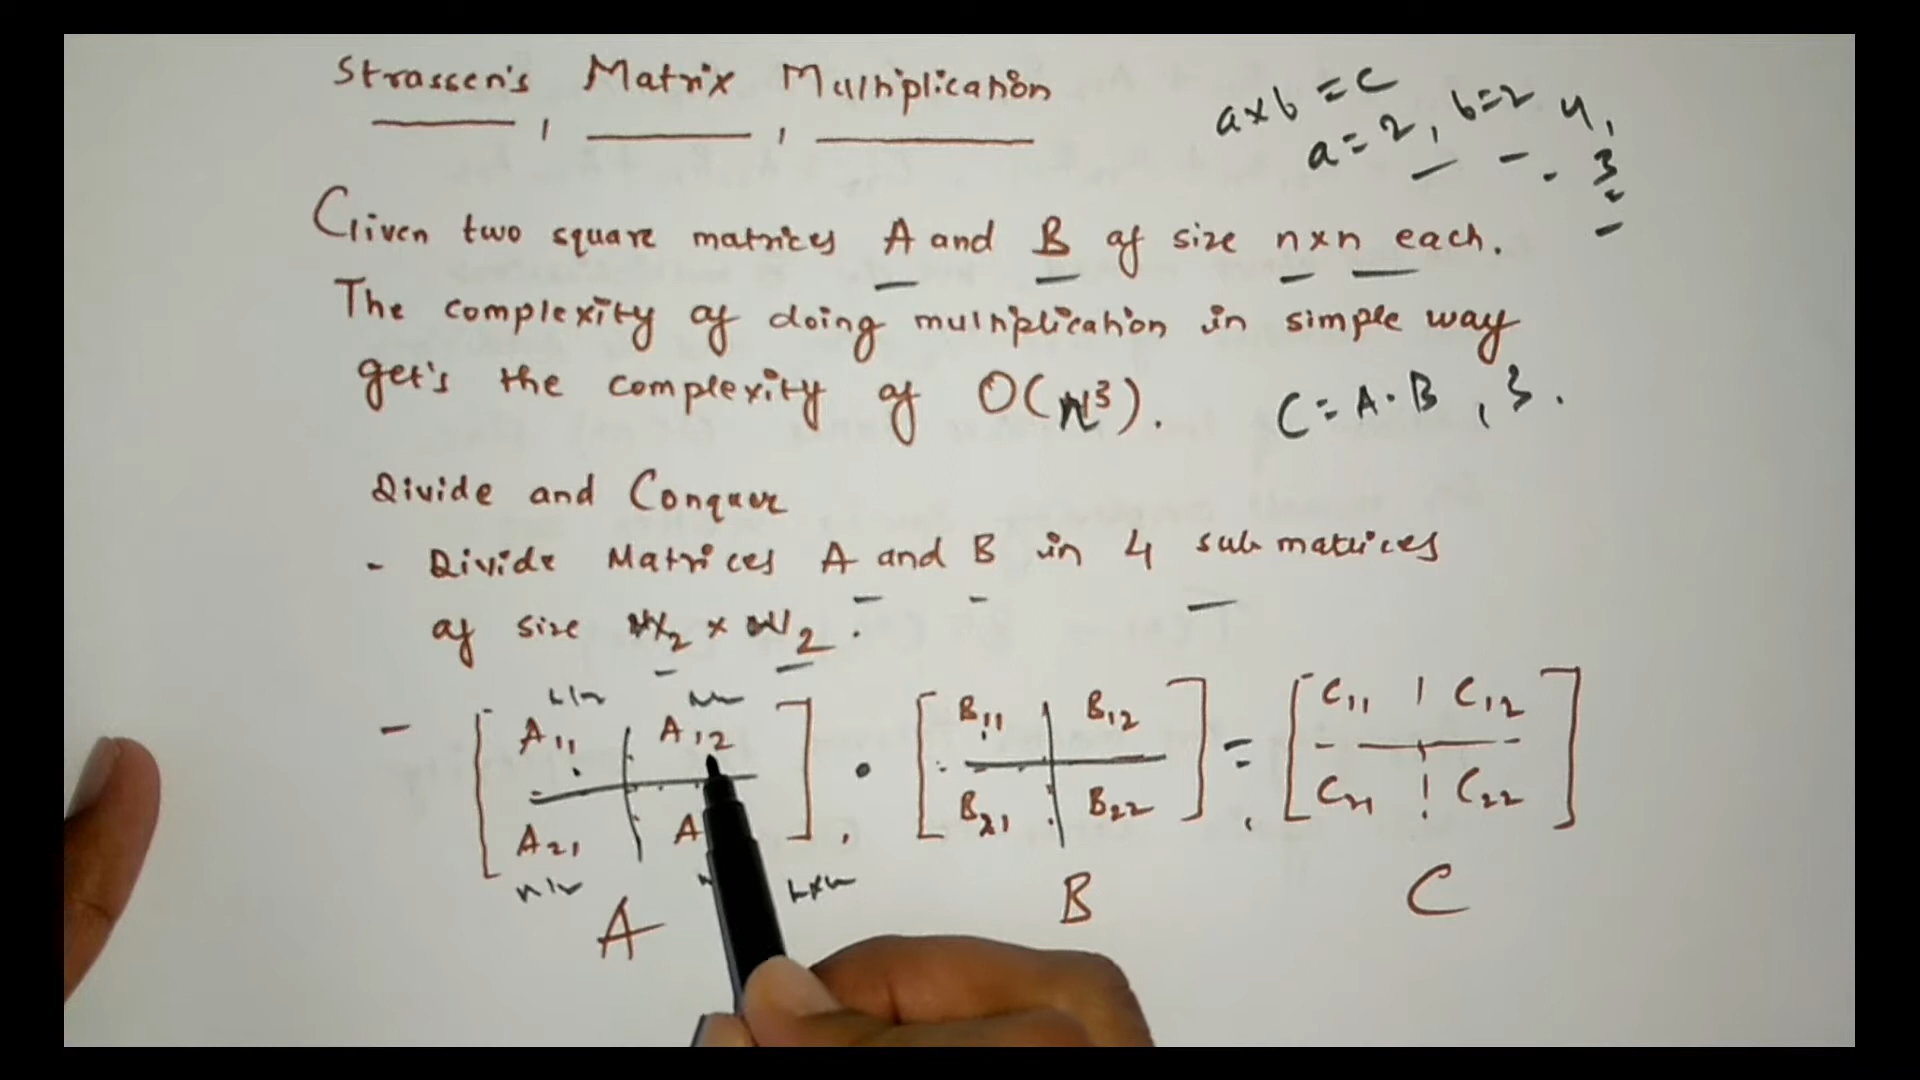 Strassen's Matrix Multiplication
a×b = c
a = 2, b=2 4,
3
Given two square matrices A and B of size n×n each.
The complexity of doing multiplication in simple way
get's the complexity of O(n³).
C = A·B , 3.
Divide and Conquer
- Divide Matrices A and B in 4 sub matrices
of size N/2 × N/2 .
- [ A11 | A12 ] · [ B11 | B12 ] = [ C11 | C12 ]
[ A21 | A ] , [ B21 | B22 ] , [ C21 | C22 ]
n/2
A B C